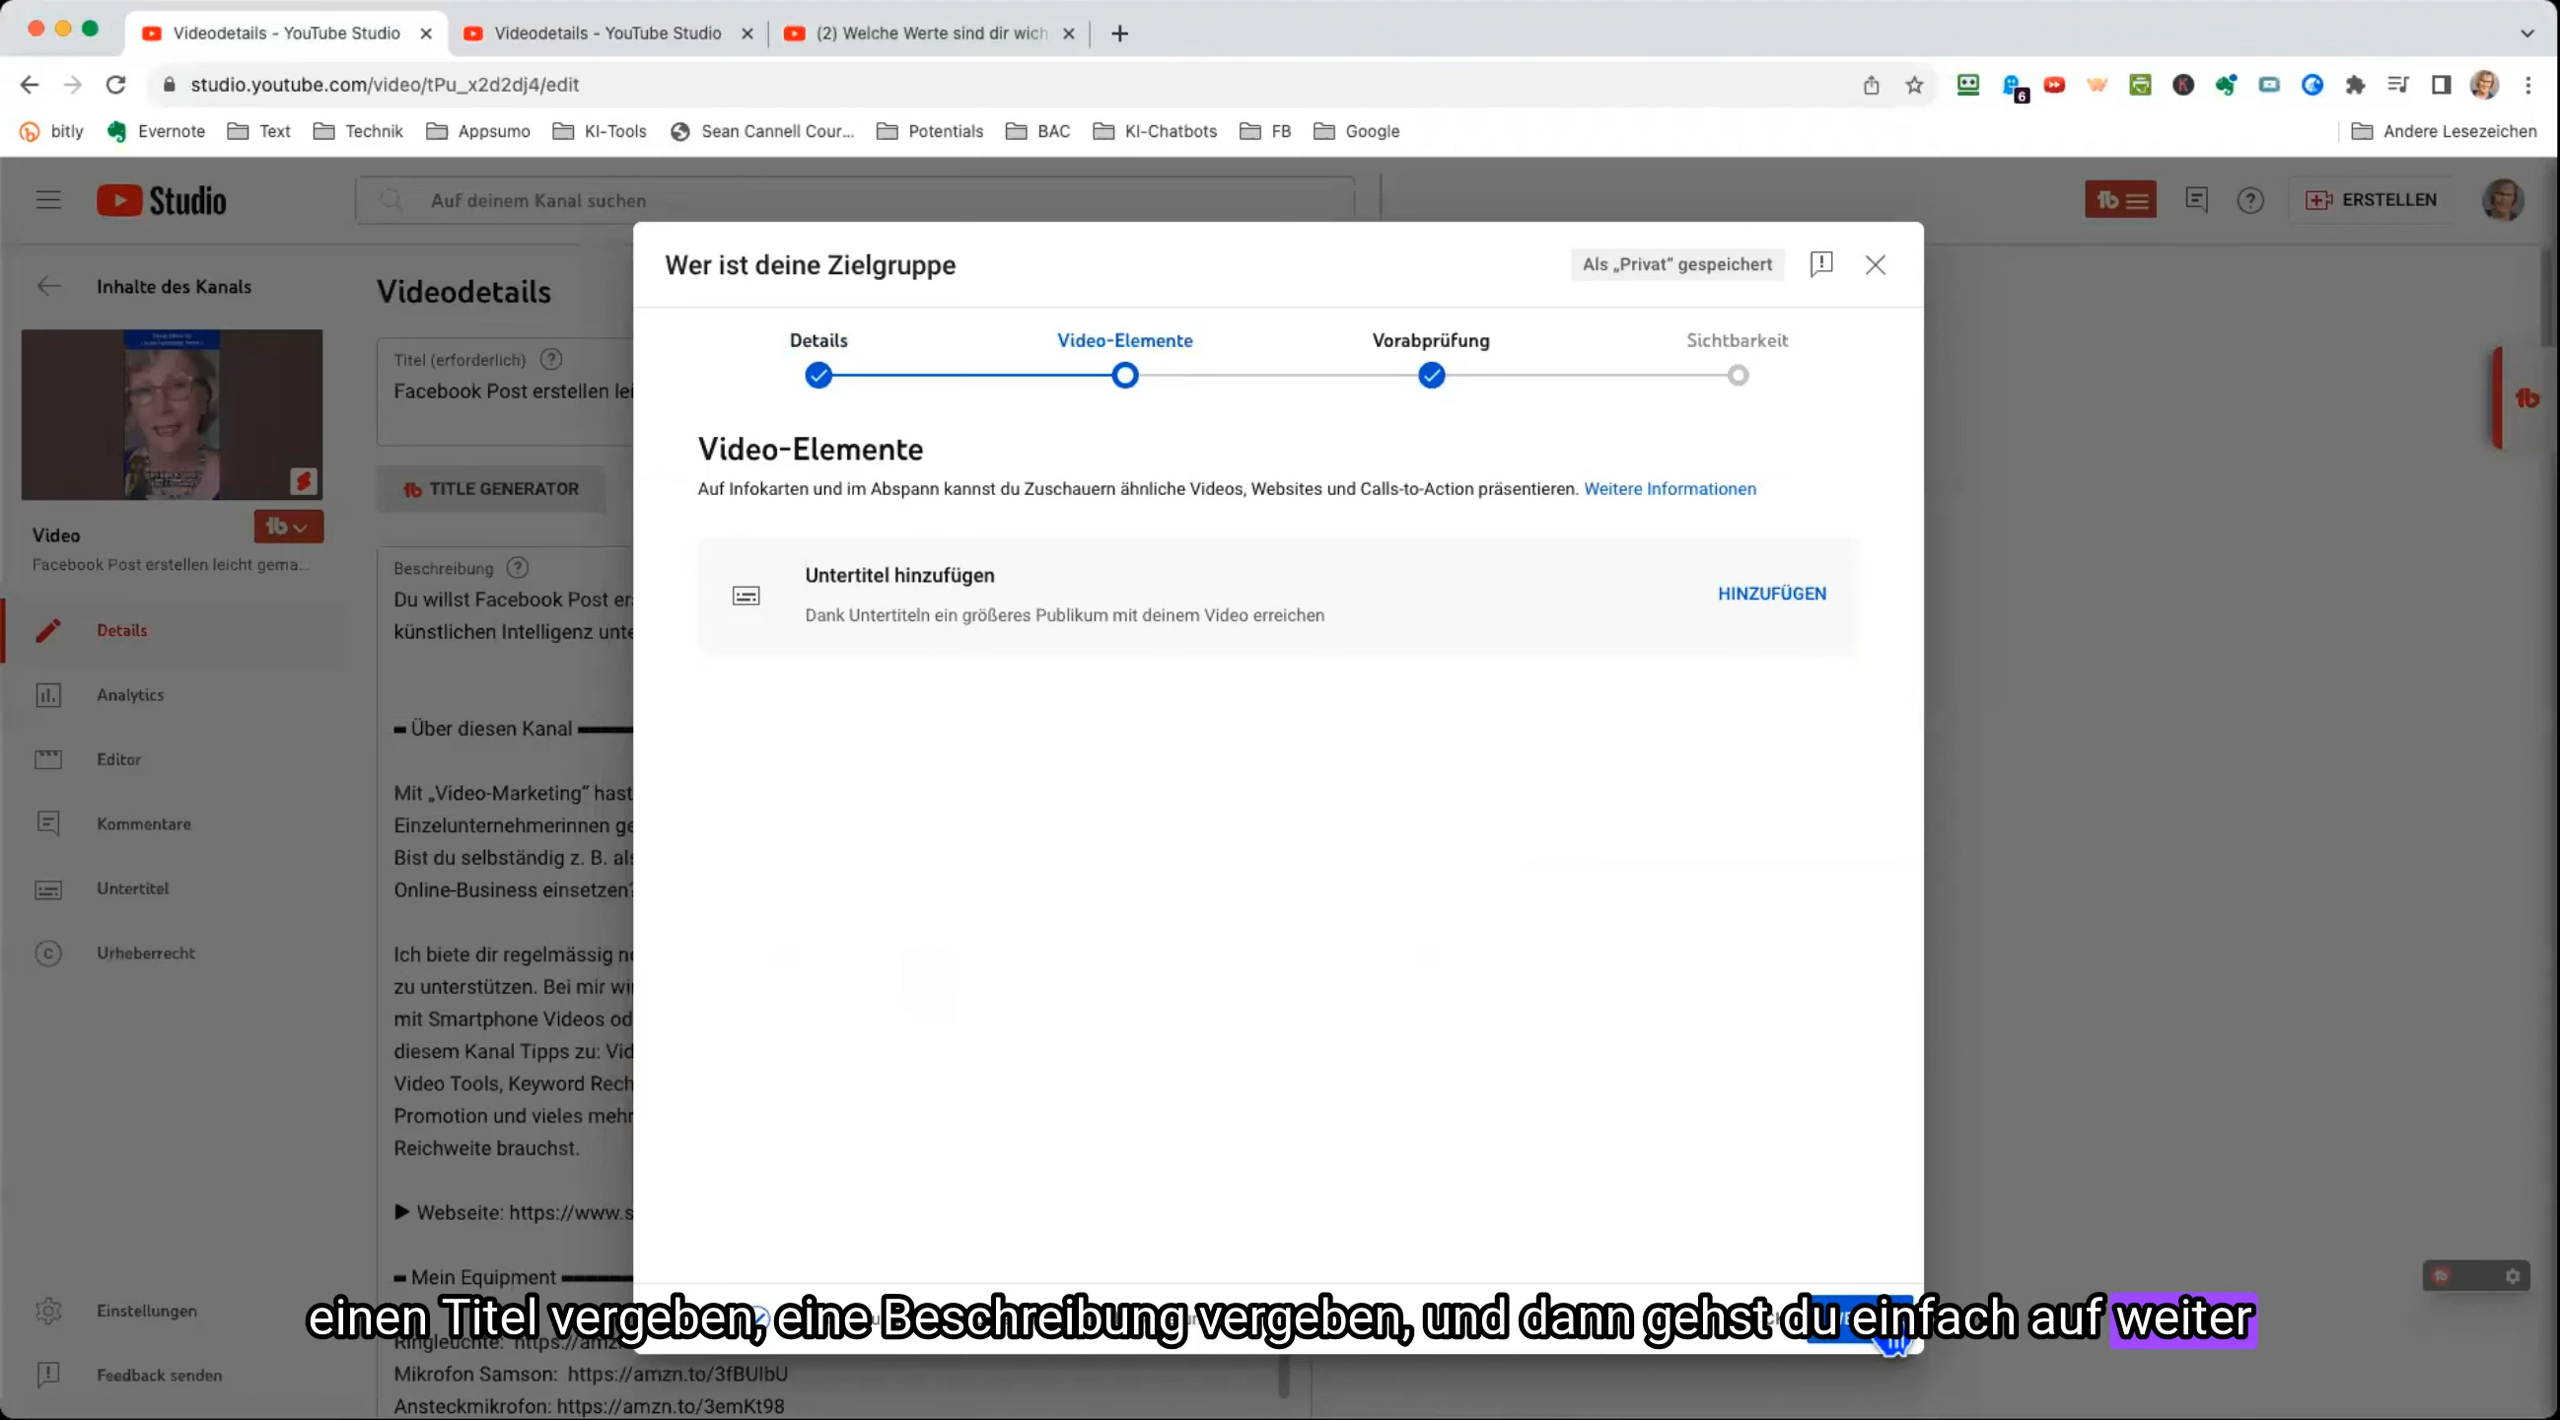 Videodetails - YouTube Studio
Videodetails - YouTube Studio
(2) Welche Werte sind dir wich
studio.youtube.com/video/tPu_x2d2dj4/edit
6
bitly
Evernote
Text
Technik
Appsumo
KI-Tools
Sean Cannell Cour...
Potentials
BAC
KI-Chatbots
FB
Google
Andere Lesezeichen
Studio
Auf deinem Kanal suchen
ERSTELLEN
Inhalte des Kanals
Video
Facebook Post erstellen leicht gema...
Details
Analytics
Editor
Kommentare
Untertitel
Urheberrecht
Einstellungen
Feedback senden
Videodetails
Titel (erforderlich)
Facebook Post erstellen lei
TITLE GENERATOR
Beschreibung
Du willst Facebook Post er
künstlichen Intelligenz unte
Über diesen Kanal
Mit „Video-Marketing“ hast
Einzelunternehmerinnen ge
Bist du selbständig z. B. als
Online-Business einsetzen?
Ich biete dir regelmässig ne
zu unterstützen. Bei mir wi
mit Smartphone Videos od
diesem Kanal Tipps zu: Vid
Video Tools, Keyword Rech
Promotion und vieles mehr
Reichweite brauchst.
▶ Webseite: https://www.s
Mein Equipment
Ringleuchte: https://amz
Mikrofon Samson: https://amzn.to/3fBUIbU
Ansteckmikrofon: https://amzn.to/3emKt98
Wer ist deine Zielgruppe
Als „Privat“ gespeichert
Details
Video-Elemente
Vorabprüfung
Sichtbarkeit
Video-Elemente
Auf Infokarten und im Abspann kannst du Zuschauern ähnliche Videos, Websites und Calls-to-Action präsentieren. Weitere Informationen
Untertitel hinzufügen
Dank Untertiteln ein größeres Publikum mit deinem Video erreichen
HINZUFÜGEN
einen Titel vergeben, eine Beschreibung vergeben, und dann gehst du einfach auf weiter